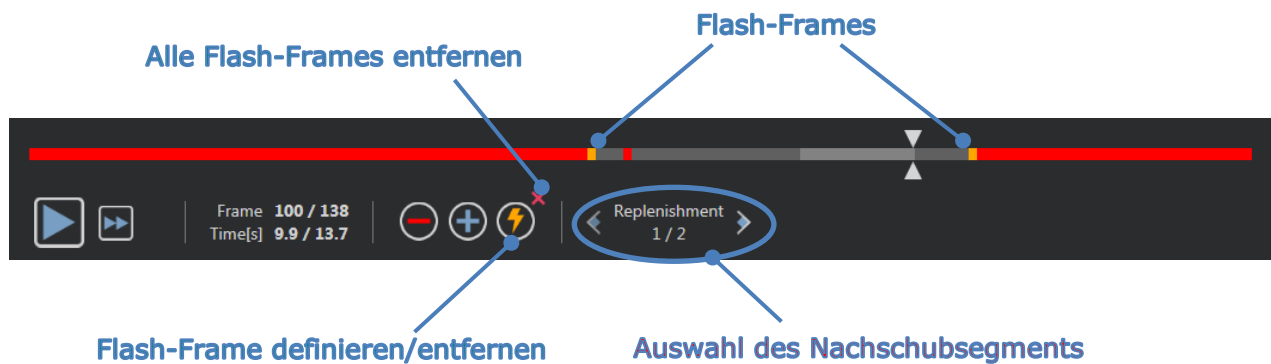 Flash-Frames
Alle Flash-Frames entfernen
Frame 100 / 138
Time[s] 9.9 / 13.7
Replenishment
1 / 2
Flash-Frame definieren/entfernen
Auswahl des Nachschubsegments